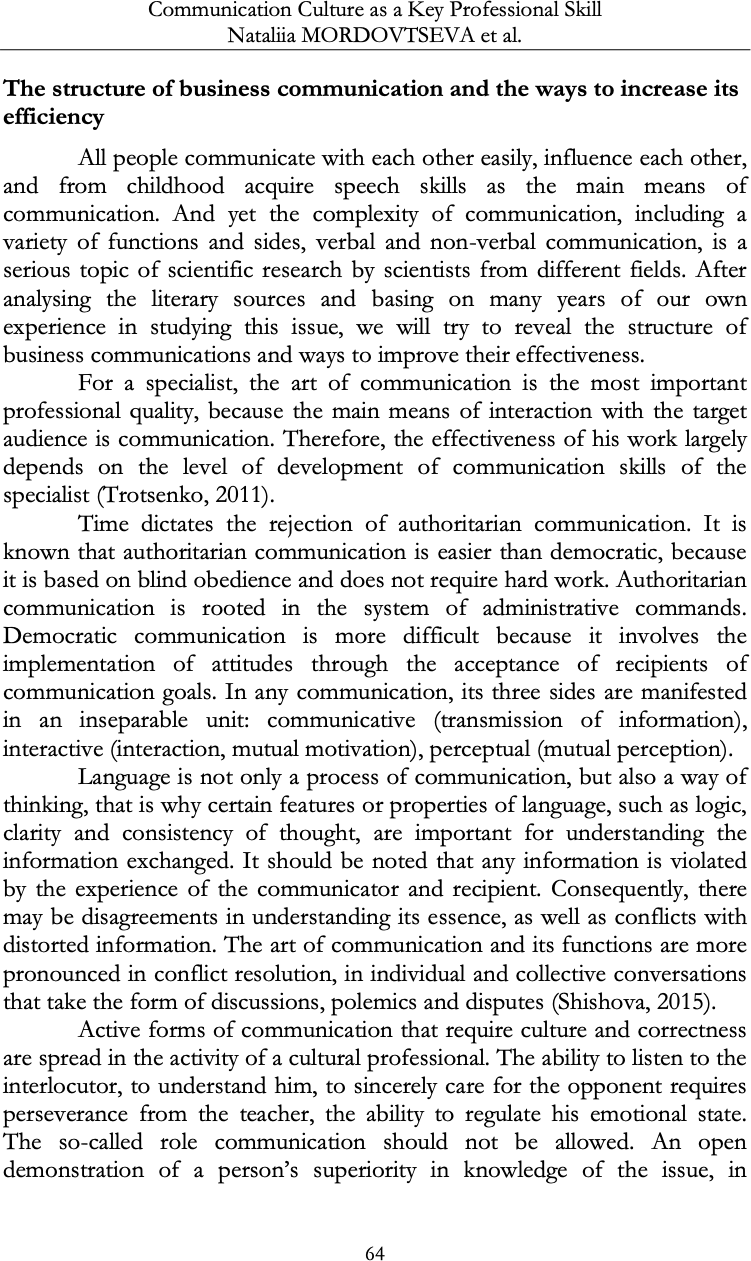 Communication Culture as a Key Professional Skill
Nataliia MORDOVTSEVA et al.
The structure of business communication and the ways to increase its
efficiency
All people communicate with each other easily, influence each other,
and from childhood acquire speech skills as the main means of
communication. And yet the complexity of communication, including a
variety of functions and sides, verbal and non-verbal communication, is a
serious topic of scientific research by scientists from different fields. After
analysing the literary sources and basing on many years of our own
experience in studying this issue, we will try to reveal the structure of
business communications and ways to improve their effectiveness.
For a specialist, the art of communication is the most important
professional quality, because the main means of interaction with the target
audience is communication. Therefore, the effectiveness of his work largely
depends on the level of development of communication skills of the
specialist (Trotsenko, 2011).
Time dictates the rejection of authoritarian communication. It is
known that authoritarian communication is easier than democratic, because
it is based on blind obedience and does not require hard work. Authoritarian
communication is rooted in the system of administrative commands.
Democratic communication is more difficult because it involves the
implementation of attitudes through the acceptance of recipients of
communication goals. In any communication, its three sides are manifested
in an inseparable unit: communicative (transmission of information),
interactive (interaction, mutual motivation), perceptual (mutual perception).
Language is not only a process of communication, but also a way of
thinking, that is why certain features or properties of language, such as logic,
clarity and consistency of thought, are important for understanding the
information exchanged. It should be noted that any information is violated
by the experience of the communicator and recipient. Consequently, there
may be disagreements in understanding its essence, as well as conflicts with
distorted information. The art of communication and its functions are more
pronounced in conflict resolution, in individual and collective conversations
that take the form of discussions, polemics and disputes (Shishova, 2015).
Active forms of communication that require culture and correctness
are spread in the activity of a cultural professional. The ability to listen to the
interlocutor, to understand him, to sincerely care for the opponent requires
perseverance from the teacher, the ability to regulate his emotional state.
The so-called role communication should not be allowed. An open
demonstration of a person’s superiority in knowledge of the issue, in
64